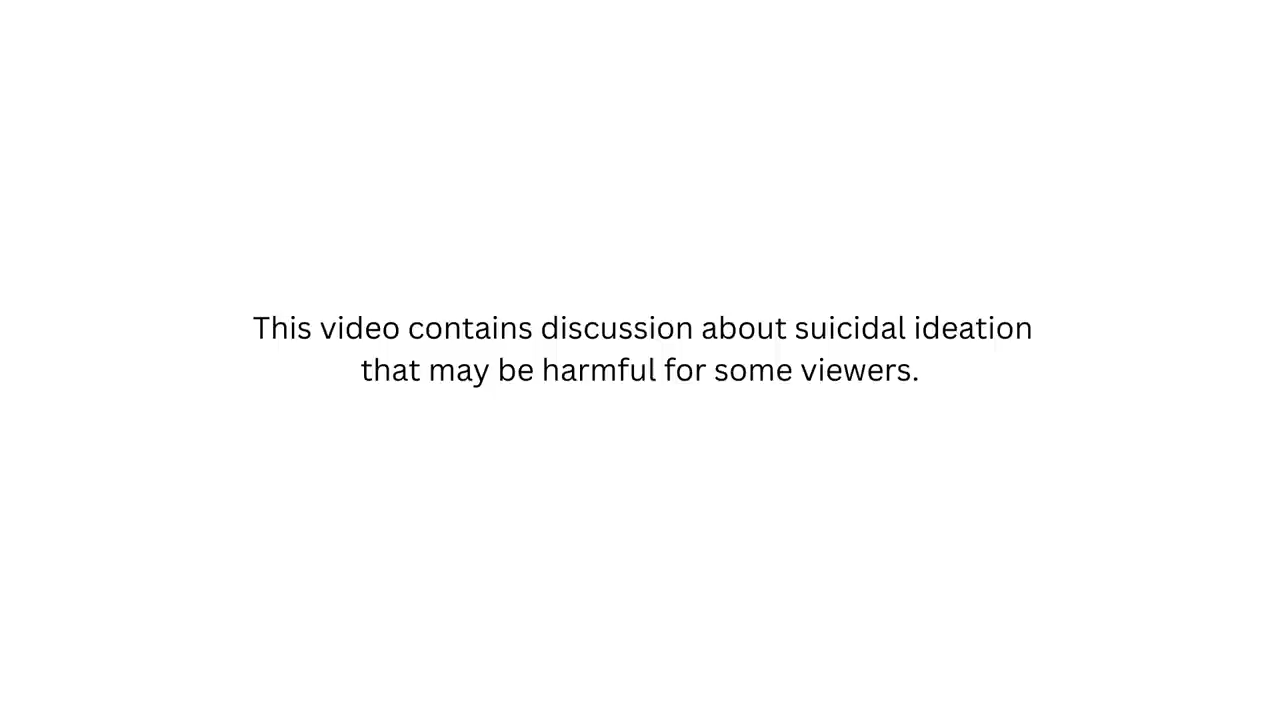 This video contains discussion about suicidal ideation
that may be harmful for some viewers.